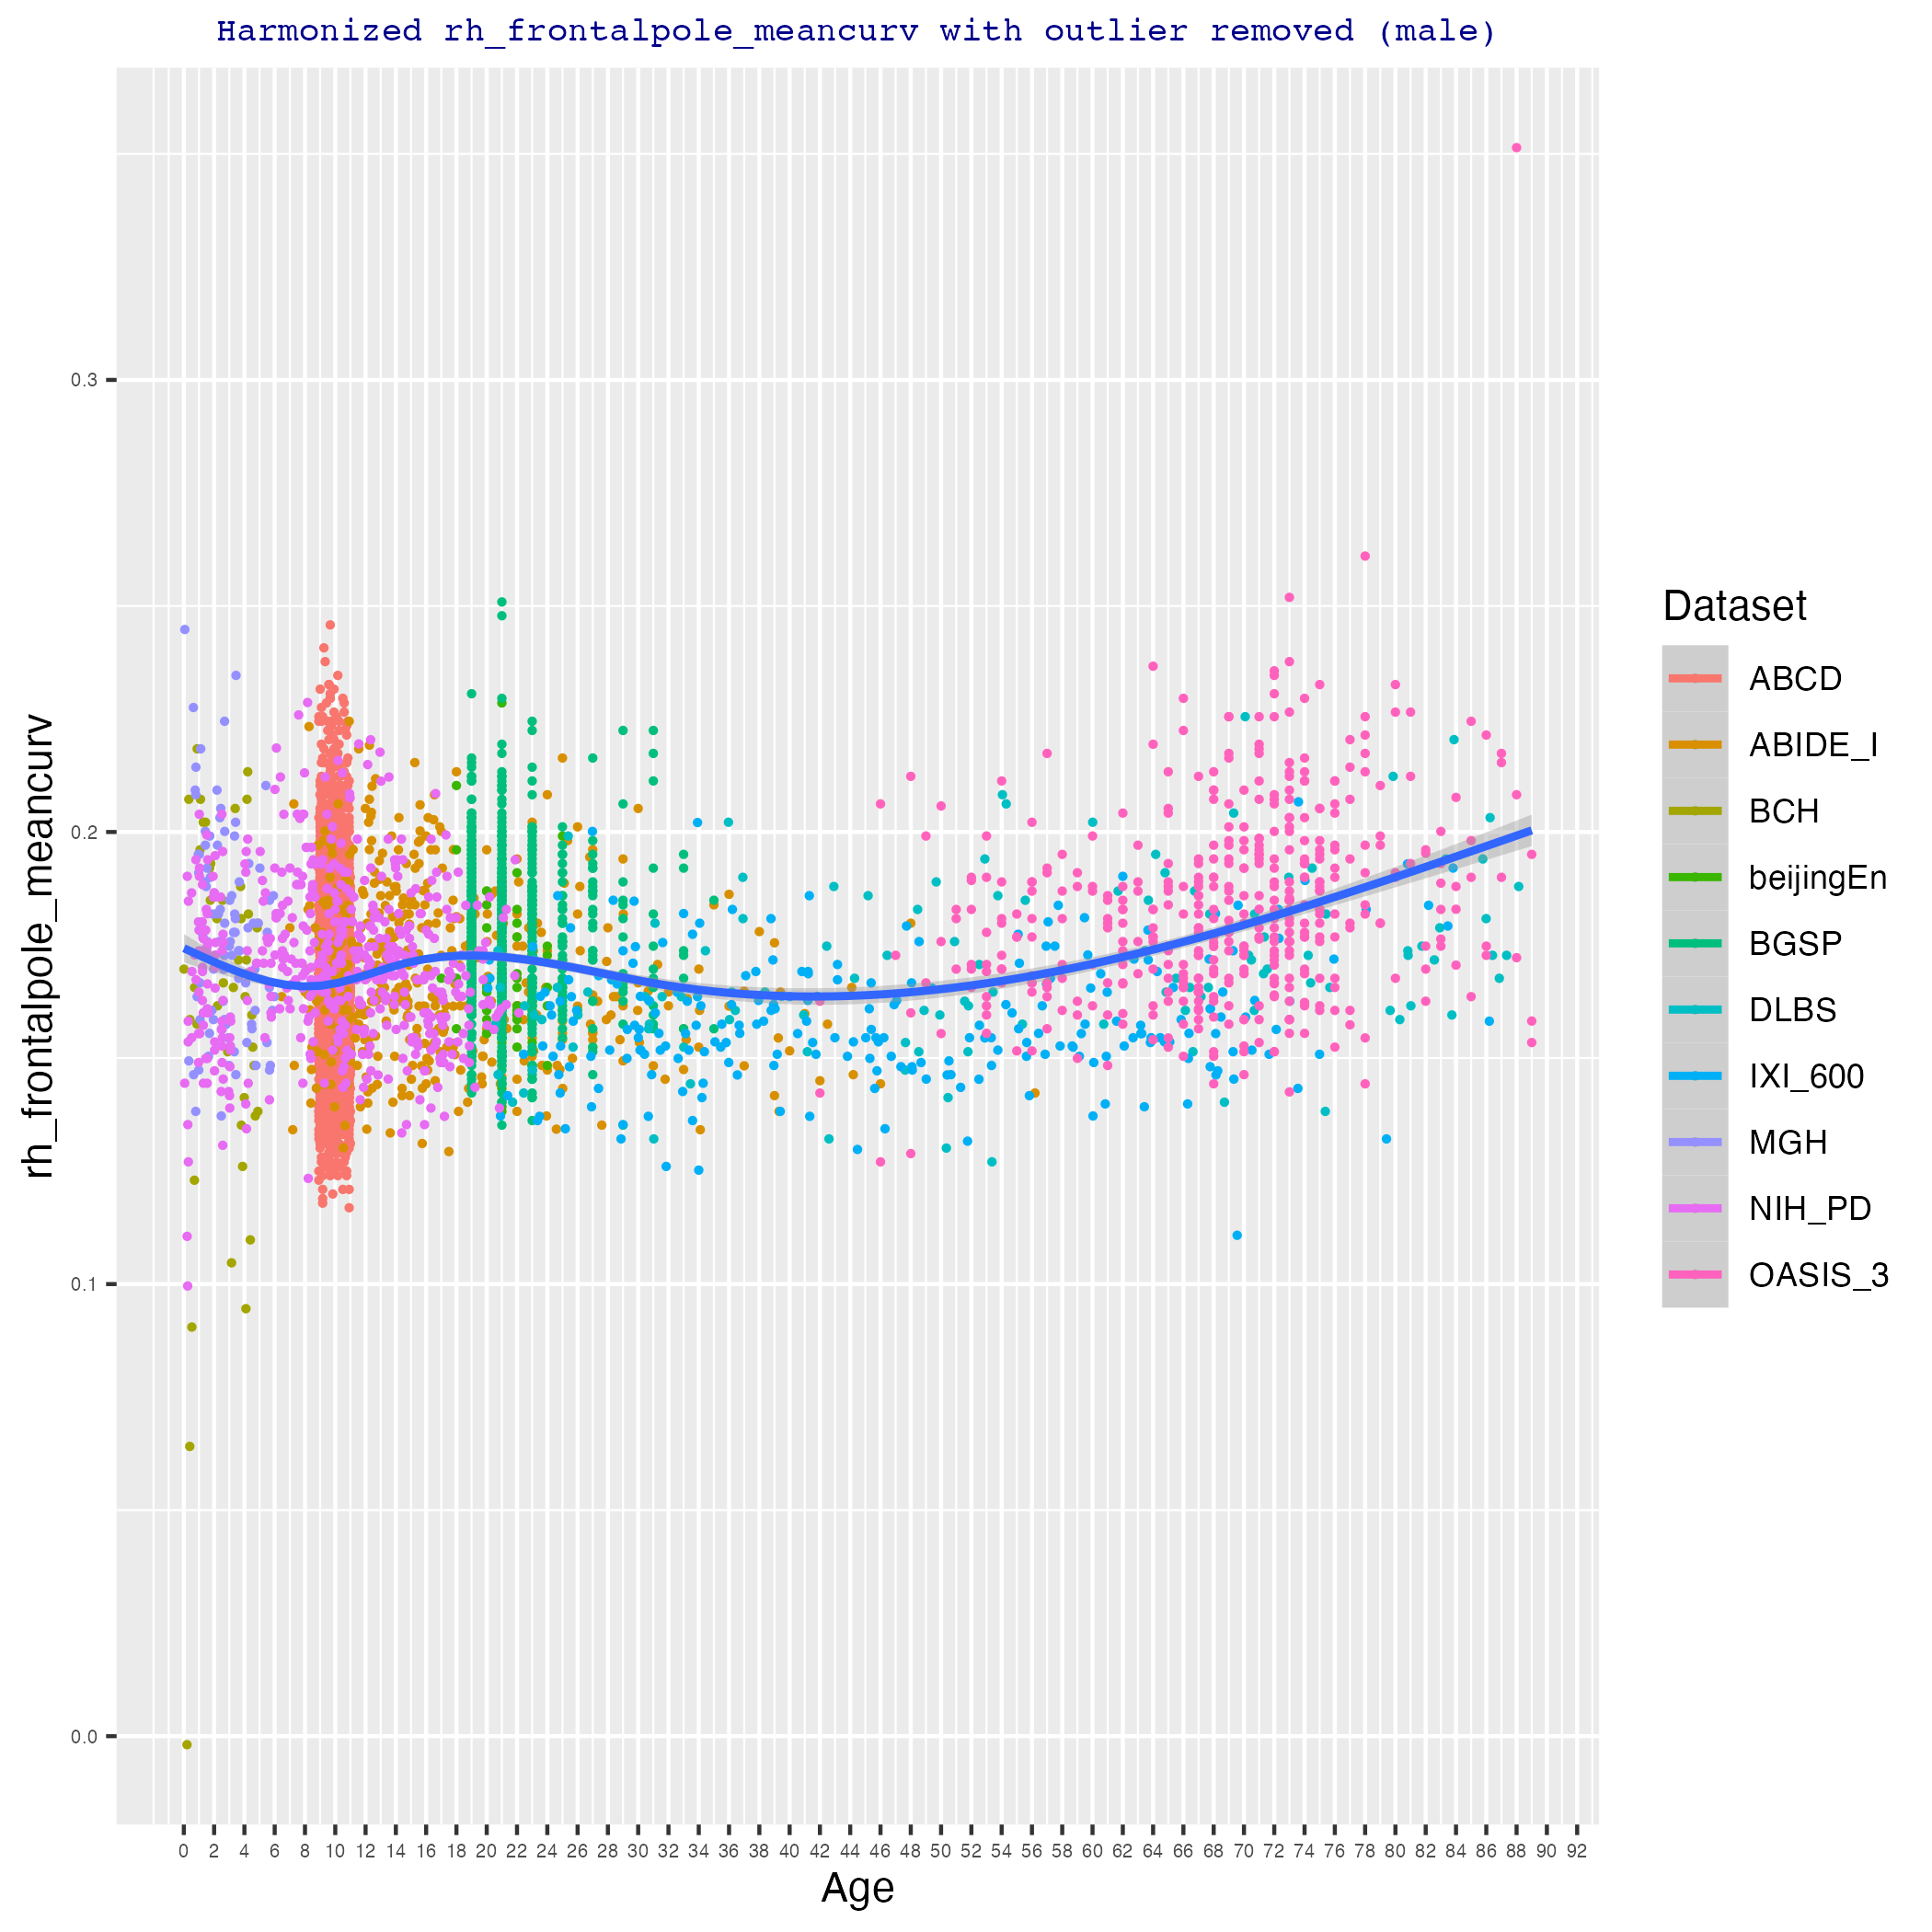 Harmonized rh_frontalpole_meancurv with outlier removed (male)
rh_frontalpole_meancurv
0.3
0.2
0.1
0.0
0 2 4 6 8 10 12 14 16 18 20 22 24 26 28 30 32 34 36 38 40 42 44 46 48 50 52 54 56 58 60 62 64 66 68 70 72 74 76 78 80 82 84 86 88 90 92
Age
Dataset
ABCD
ABIDE_I
BCH
beijingEn
BGSP
DLBS
IXI_600
MGH
NIH_PD
OASIS_3